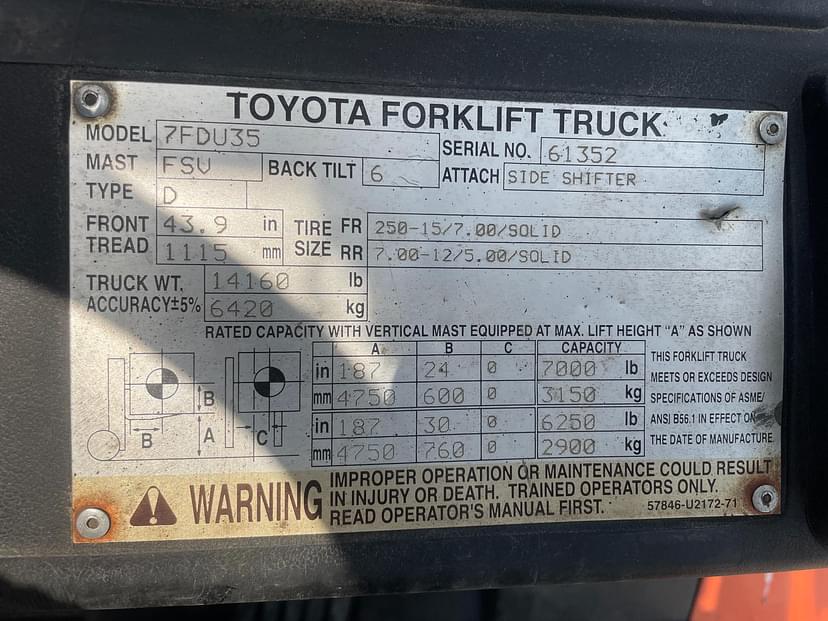 TOYOTA FORKLIFT TRUCK
MODEL 7FDU35 SERIAL NO. 61352
MAST FSV BACK TILT 6 ATTACH SIDE SHIFTER
TYPE D
FRONT TREAD 43.9 in TIRE SIZE FR 250-15/7.00/SOLID
1115 mm RR 7.00-12/5.00/SOLID
TRUCK WT. 14160 lb
ACCURACY±5% 6420 kg
RATED CAPACITY WITH VERTICAL MAST EQUIPPED AT MAX. LIFT HEIGHT "A" AS SHOWN
A B C CAPACITY
in 187 24 0 7000 lb
mm 4750 600 0 3150 kg
in 187 30 0 6250 lb
mm 4750 760 0 2900 kg
B
B
A
C
THIS FORKLIFT TRUCK
MEETS OR EXCEEDS DESIGN
SPECIFICATIONS OF ASME/
ANSI B56.1 IN EFFECT ON
THE DATE OF MANUFACTURE.
WARNING
IMPROPER OPERATION OR MAINTENANCE COULD RESULT
IN INJURY OR DEATH. TRAINED OPERATORS ONLY.
READ OPERATOR'S MANUAL FIRST.
57846-U2172-71